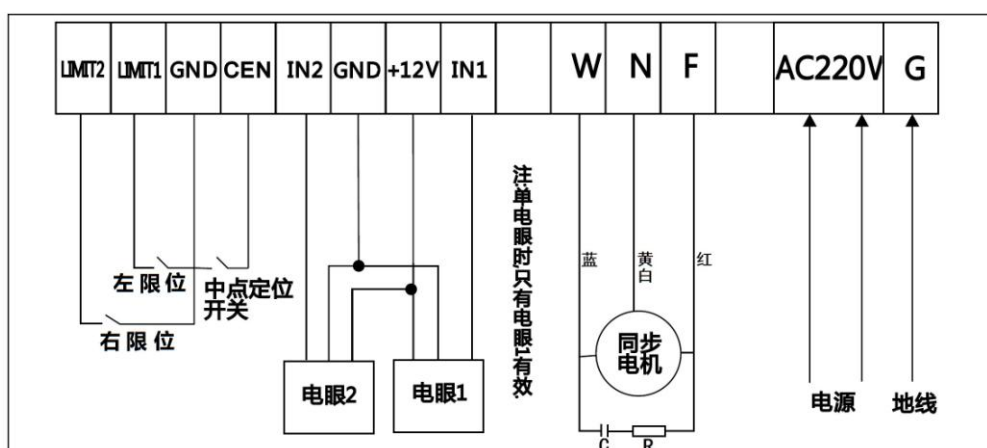 LIMIT2 LIMIT1 GND CEN IN2 GND +12V IN1 W N F AC220V G
注单电眼时只有电眼1有效.
蓝
黄
白
红
左限位
中点定位
开关
右限位
同步
电机
电眼2
电眼1
电源
地线
C
R